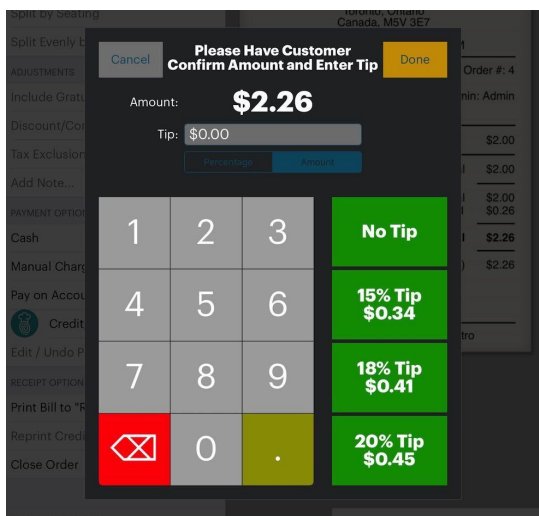 Split by Seating
Split Evenly b
ADJUSTMENTS
Include Gratu
Discount/Co
Tax Exclusion
Add Note...
PAYMENT OPTIO
Cash
Manual Charg
Pay on Accou
Credit
Edit / Undo P
RECEIPT OPTION
Print Bill to "R
Reprint Credi
Close Order
Cancel
Please Have Customer
Confirm Amount and Enter Tip
Done
Amount: $2.26
Tip: $0.00
Percentage Amount
1 2 3 No Tip
4 5 6 15% Tip
$0.34
7 8 9 18% Tip
$0.41
0 . 20% Tip
$0.45
Toronto, Ontario
Canada, M5V 3E7
Order #: 4
min: Admin
$2.00
$2.00
$2.00
$0.26
$2.26
$2.26
tro